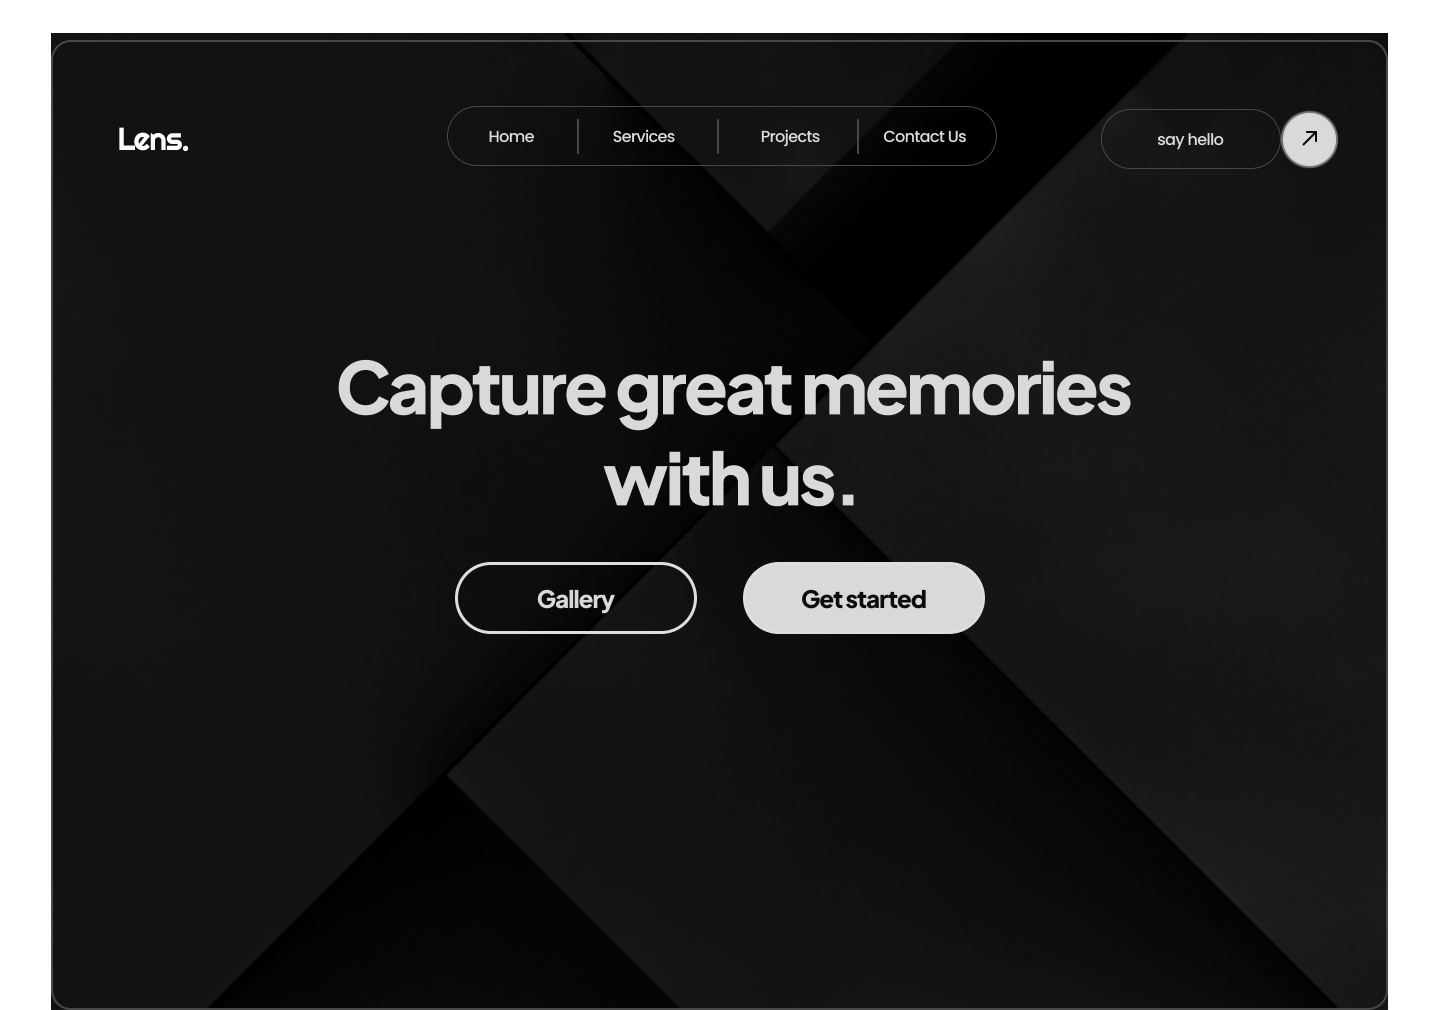 Lens.
Home
Services
Projects
Contact Us
say hello
Capture great memories
with us.
Gallery
Get started